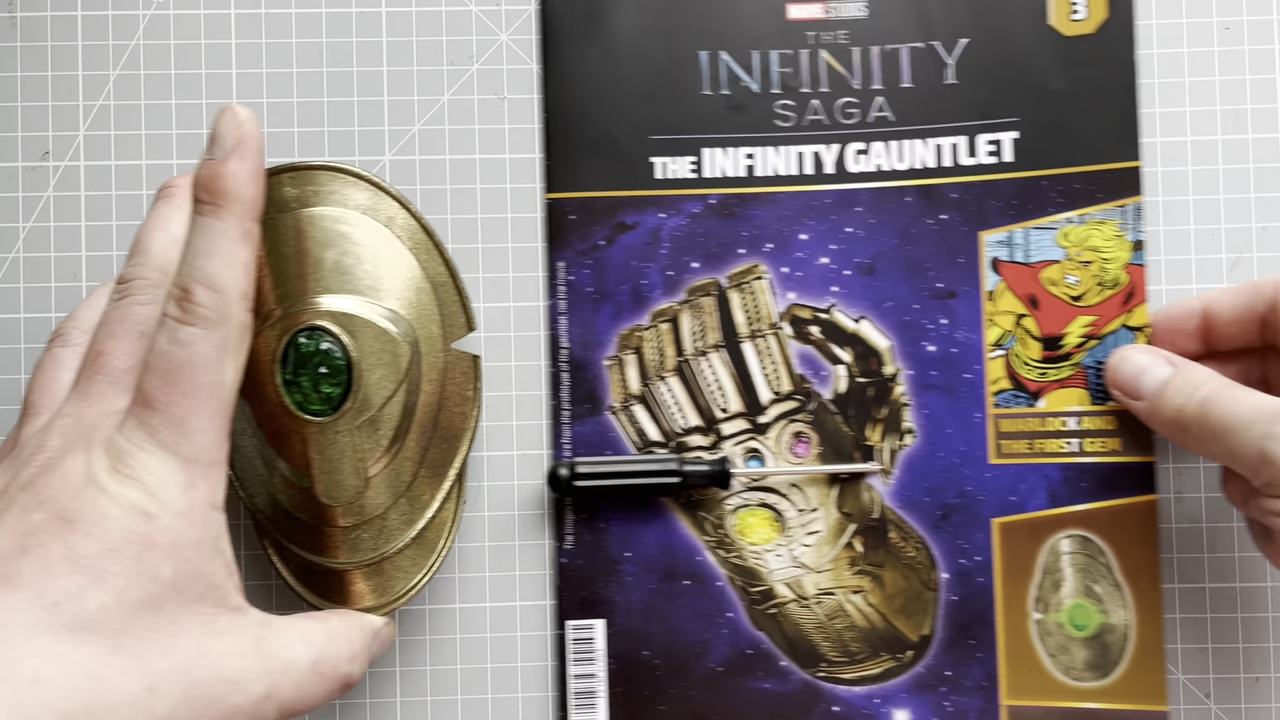 MARVEL STUDIOS
3
THE
INFINITY
SAGA
THE INFINITY GAUNTLET
WARLOCK AND
THE FIRST GEM